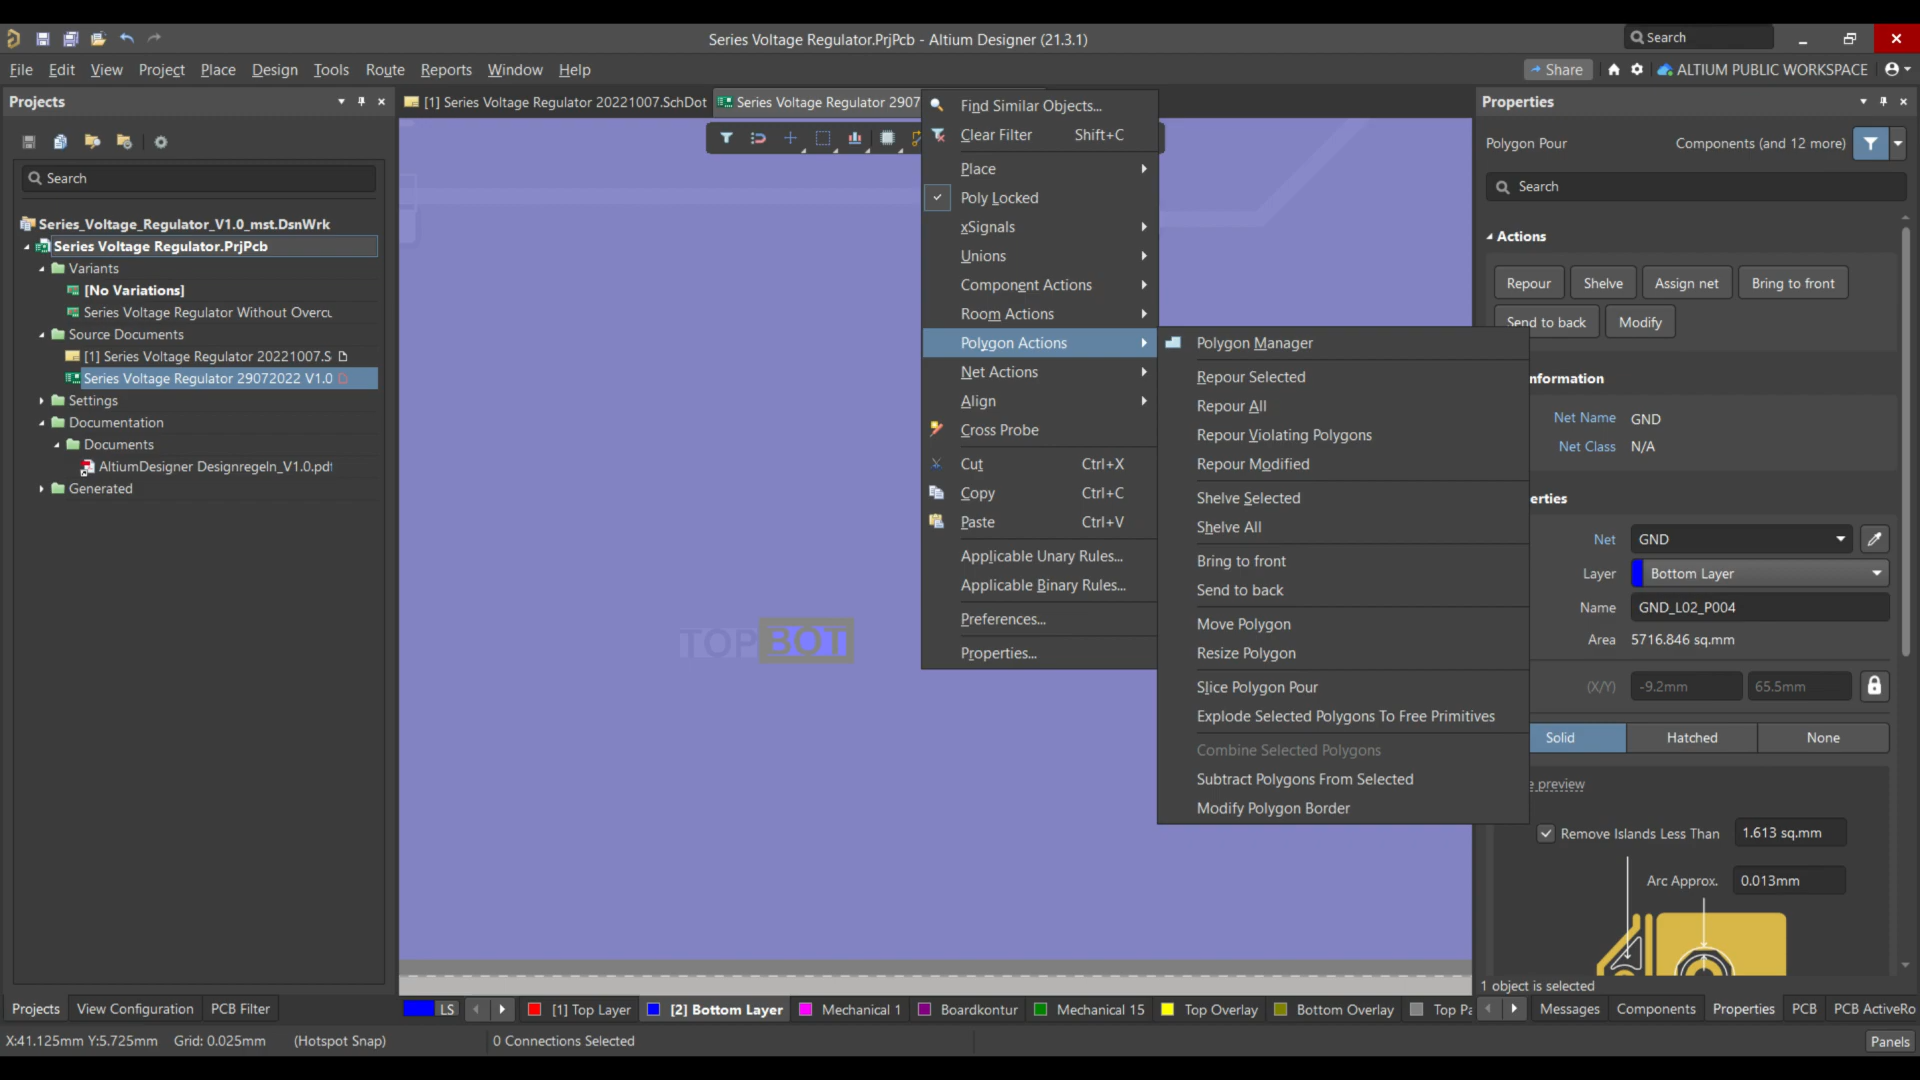 Series Voltage Regulator.PrjPcb - Altium Designer (21.3.1)
Search
File Edit View Project Place Design Tools Route Reports Window Help
Share
ALTIUM PUBLIC WORKSPACE
Projects
Search
Series_Voltage_Regulator_V1.0_mst.DsnWrk
Series Voltage Regulator.PrjPcb
Variants
[No Variations]
Series Voltage Regulator Without Overcu
Source Documents
[1] Series Voltage Regulator 20221007.S
Series Voltage Regulator 29072022 V1.0
Settings
Documentation
Documents
AltiumDesigner Designregeln_V1.0.pdf
Generated
Projects View Configuration PCB Filter
[1] Series Voltage Regulator 20221007.SchDot
Series Voltage Regulator 2907
TOP BOT
Find Similar Objects...
Clear Filter Shift+C
Place
Poly Locked
xSignals
Unions
Component Actions
Room Actions
Polygon Actions
Net Actions
Align
Cross Probe
Cut Ctrl+X
Copy Ctrl+C
Paste Ctrl+V
Applicable Unary Rules...
Applicable Binary Rules...
Preferences...
Properties...
Polygon Manager
Repour Selected
Repour All
Repour Violating Polygons
Repour Modified
Shelve Selected
Shelve All
Bring to front
Send to back
Move Polygon
Resize Polygon
Slice Polygon Pour
Explode Selected Polygons To Free Primitives
Combine Selected Polygons
Subtract Polygons From Selected
Modify Polygon Border
Properties
Polygon Pour Components (and 12 more)
Search
Actions
Repour Shelve Assign net Bring to front
Send to back Modify
nformation
Net Name GND
Net Class N/A
erties
Net GND
Layer Bottom Layer
Name GND_L02_P004
Area 5716.846 sq.mm
(X/Y) -9.2mm 65.5mm
Solid Hatched None
e preview
Remove Islands Less Than 1.613 sq.mm
Arc Approx. 0.013mm
1 object is selected
LS [1] Top Layer [2] Bottom Layer Mechanical 1 Boardkontur Mechanical 15 Top Overlay Bottom Overlay Top Pa
Messages Components Properties PCB PCB ActiveRo
X:41.125mm Y:5.725mm Grid: 0.025mm (Hotspot Snap) 0 Connections Selected
Panels